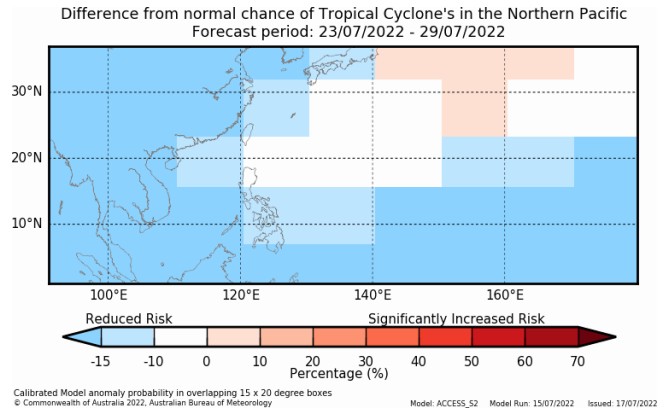 Difference from normal chance of Tropical Cyclone's in the Northern Pacific
Forecast period: 23/07/2022 - 29/07/2022
30°N
20°N
10°N
100°E 120°E 140°E 160°E
Reduced Risk Significantly Increased Risk
-15 -10 0 10 20 30 40 50 60 70
Percentage (%)
Calibrated Model anomaly probability in overlapping 15 x 20 degree boxes
© Commonwealth of Australia 2022, Australian Bureau of Meteorology Model: ACCESS_S2 Model Run: 15/07/2022 Issued: 17/07/2022